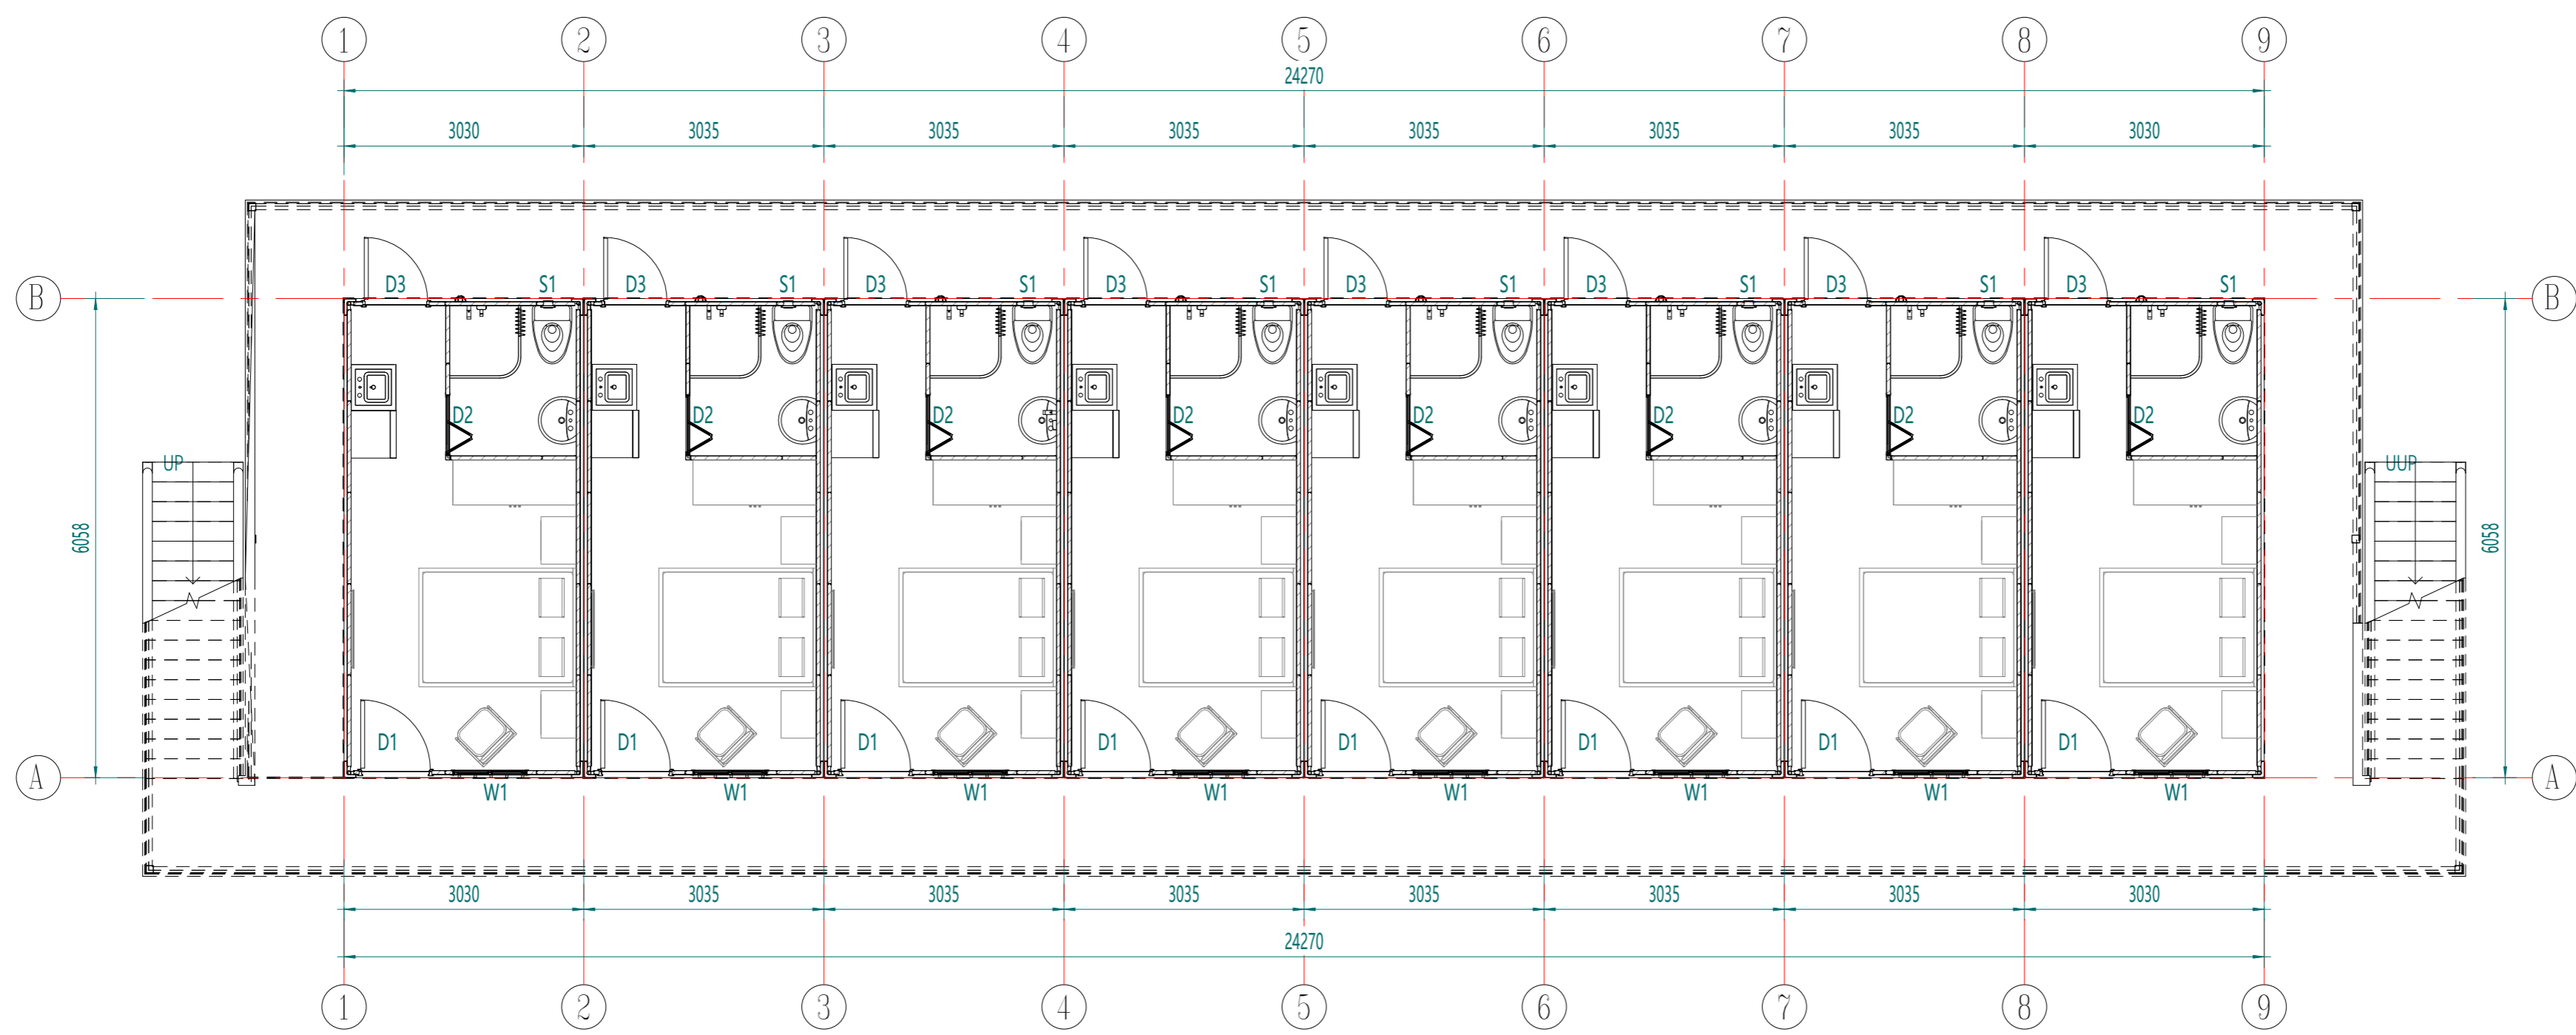 1 2 3 4 5 6 7 8 9
24270
3030 3035 3035 3035 3035 3035 3035 3030
D3 S1 D3 S1 D3 S1 D3 S1 D3 S1 D3 S1 D3 S1 D3 S1
B B
D2 D2 D2 D2 D2 D2 D2 D2
UP UUP
6058 6058
D1 D1 D1 D1 D1 D1 D1 D1
A A
W1 W1 W1 W1 W1 W1 W1 W1
3030 3035 3035 3035 3035 3035 3035 3030
24270
1 2 3 4 5 6 7 8 9